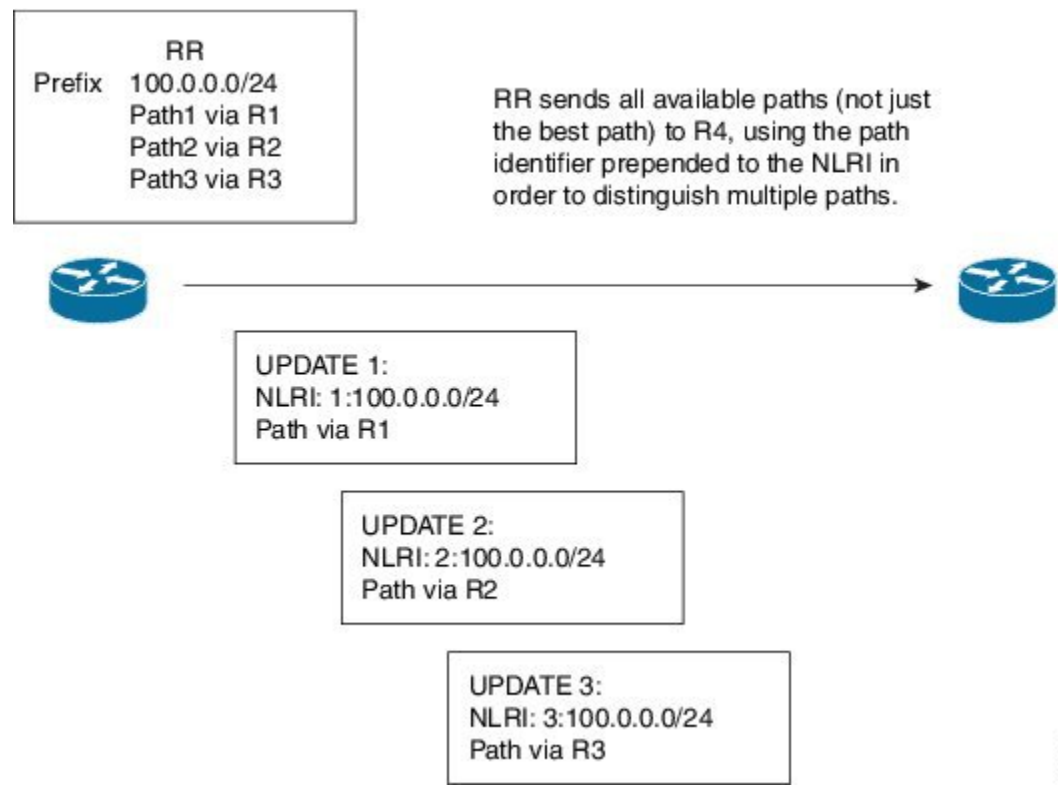 RR
Prefix 100.0.0.0/24
Path1 via R1
Path2 via R2
Path3 via R3
RR sends all available paths (not just
the best path) to R4, using the path
identifier prepended to the NLRI in
order to distinguish multiple paths.
UPDATE 1:
NLRI: 1:100.0.0.0/24
Path via R1
UPDATE 2:
NLRI: 2:100.0.0.0/24
Path via R2
UPDATE 3:
NLRI: 3:100.0.0.0/24
Path via R3